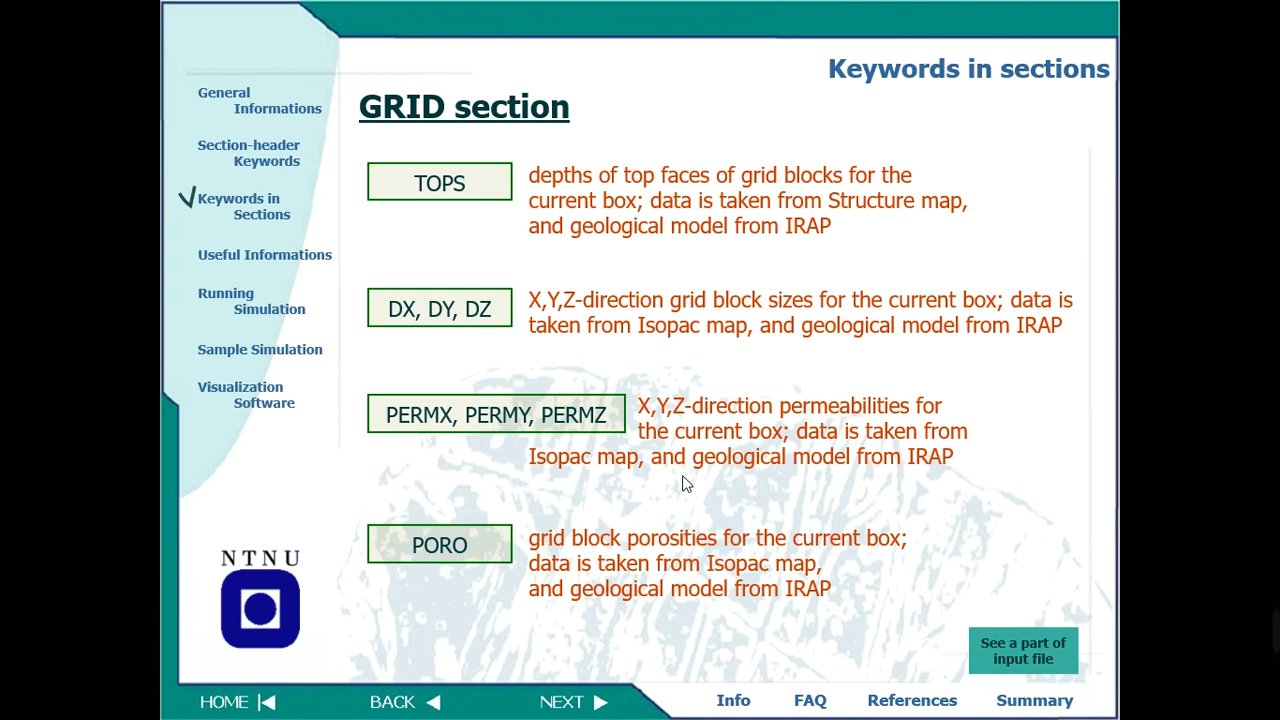 Keywords in sections
General
Informations
Section-header
Keywords
Keywords in
Sections
Useful Informations
Running
Simulation
Sample Simulation
Visualization
Software
NTNU
GRID section
TOPS
depths of top faces of grid blocks for the
current box; data is taken from Structure map,
and geological model from IRAP
DX, DY, DZ
X,Y,Z-direction grid block sizes for the current box; data is
taken from Isopac map, and geological model from IRAP
PERMX, PERMY, PERMZ
X,Y,Z-direction permeabilities for
the current box; data is taken from
Isopac map, and geological model from IRAP
PORO
grid block porosities for the current box;
data is taken from Isopac map,
and geological model from IRAP
See a part of
input file
HOME
BACK
NEXT
Info
FAQ
References
Summary